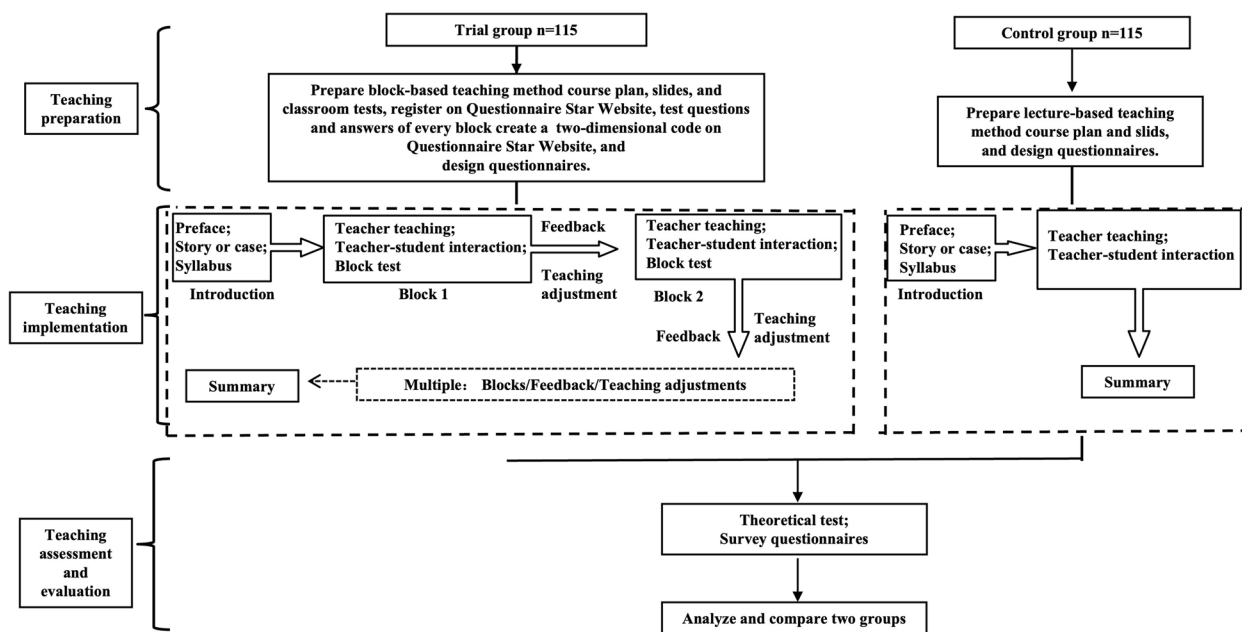 Trial group n=115
Control group n=115
Teaching
preparation
Prepare block-based teaching method course plan, slides, and
classroom tests, register on Questionnaire Star Website, test questions
and answers of every block create a two-dimensional code on
Questionnaire Star Website, and
design questionnaires.
Prepare lecture-based teaching
method course plan and slids,
and design questionnaires.
Teaching
implementation
Preface;
Story or case;
Syllabus
Introduction
Teacher teaching;
Teacher-student interaction;
Block test
Block 1
Feedback
Teaching
adjustment
Teacher teaching;
Teacher-student interaction;
Block test
Block 2
Feedback
Teaching
adjustment
Multiple: Blocks/Feedback/Teaching adjustments
Summary
Preface;
Story or case;
Syllabus
Introduction
Teacher teaching;
Teacher-student interaction
Summary
Teaching
assessment
and
evaluation
Theoretical test;
Survey questionnaires
Analyze and compare two groups